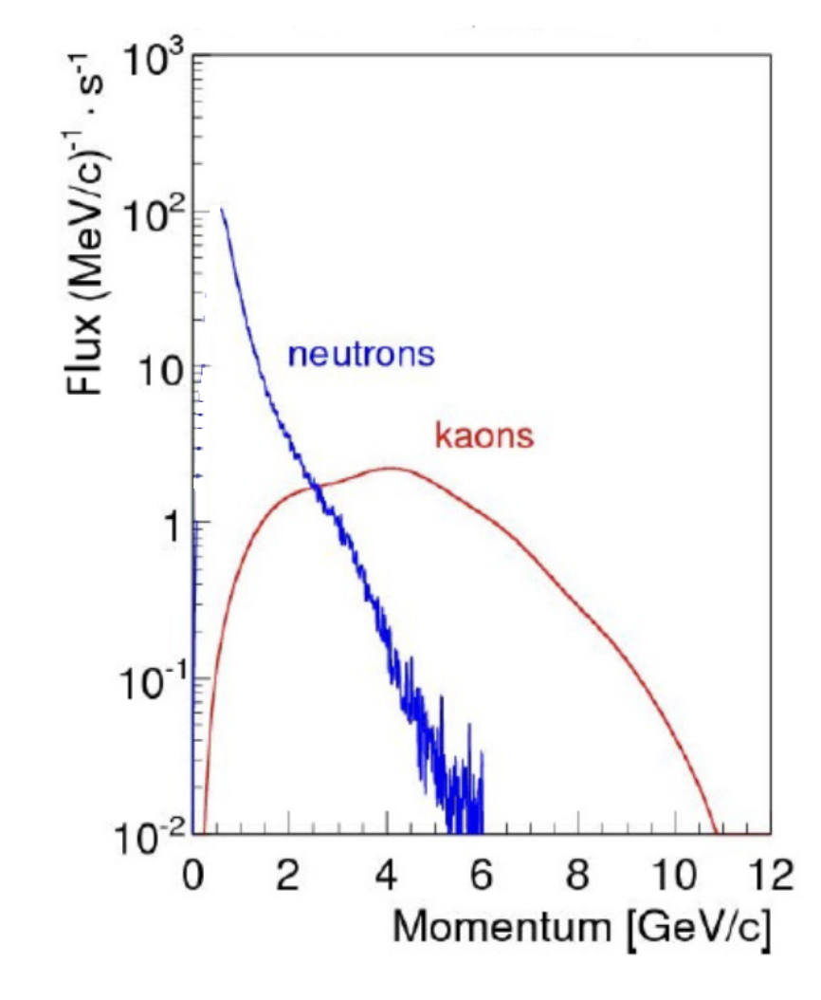 10³
10²
10
1
10⁻¹
10⁻²
Flux (MeV/c)⁻¹ · s⁻¹
neutrons
kaons
0 2 4 6 8 10 12
Momentum [GeV/c]